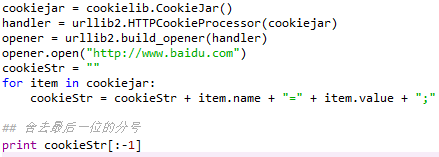 cookiejar = cookielib.CookieJar()
handler = urllib2.HTTPCookieProcessor(cookiejar)
opener = urllib2.build_opener(handler)
opener.open("http://www.baidu.com")
cookieStr = ""
for item in cookiejar:
    cookieStr = cookieStr + item.name + "=" + item.value + ";"
## 舍去最后一位的分号
print cookieStr[:-1]